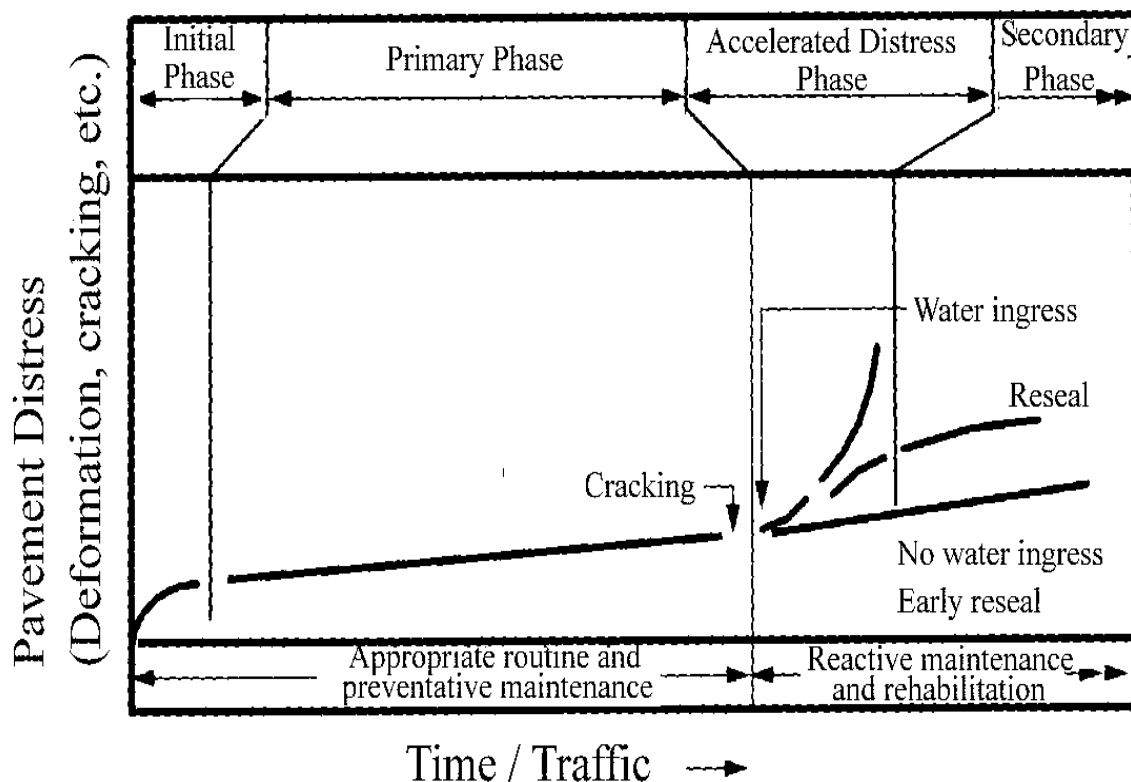 Initial
Phase
Primary Phase
Accelerated Distress
Phase
Secondary
Phase
Pavement Distress
(Deformation, cracking, etc.)
Water ingress
Reseal
Cracking
No water ingress
Early reseal
Appropriate routine and
preventative maintenance
Reactive maintenance
and rehabilitation
Time / Traffic